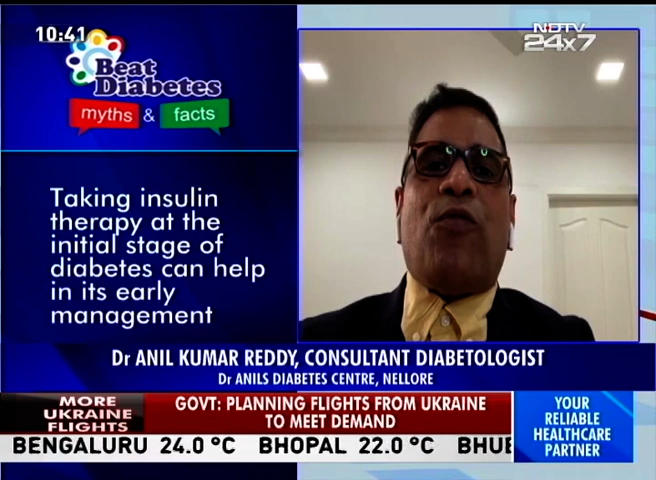 10:41
NDTV
24x7
Beat
Diabetes
myths & facts
Taking insulin
therapy at the
initial stage of
diabetes can help
in its early
management
Dr ANIL KUMAR REDDY, CONSULTANT DIABETOLOGIST
Dr ANILS DIABETES CENTRE, NELLORE
MORE
UKRAINE
FLIGHTS
GOVT: PLANNING FLIGHTS FROM UKRAINE
TO MEET DEMAND
YOUR
RELIABLE
HEALTHCARE
PARTNER
BENGALURU 24.0 °C BHOPAL 22.0 °C BHUB